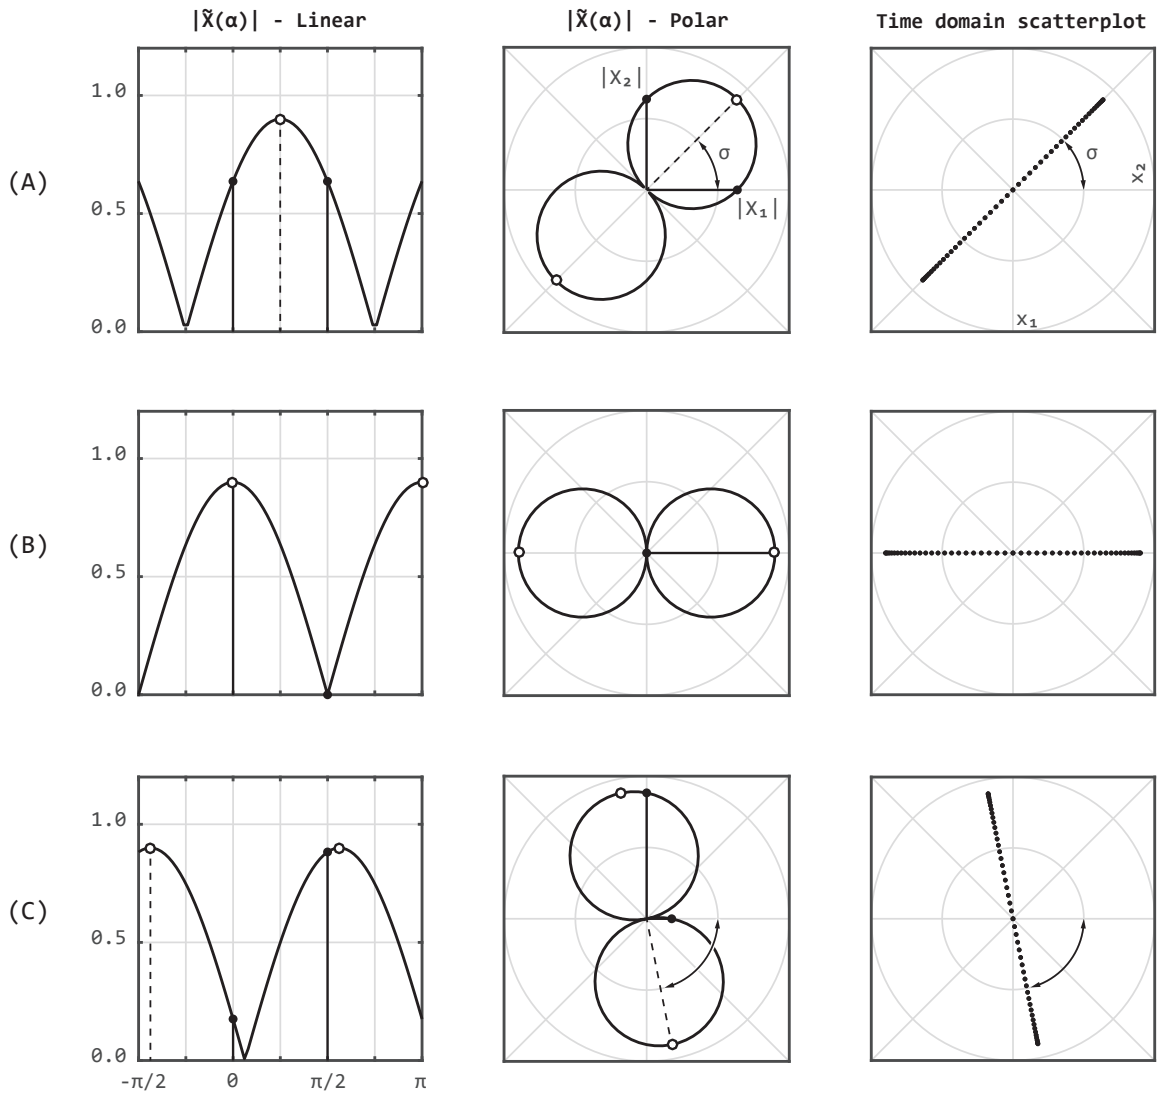 |X̃(α)| - Linear
|X̃(α)| - Polar
Time domain scatterplot
(A)
1.0
0.5
0.0
|X₂|
σ
|X₁|
σ
x₂
x₁
(B)
1.0
0.5
0.0
(C)
1.0
0.5
0.0
-π/2
0
π/2
π